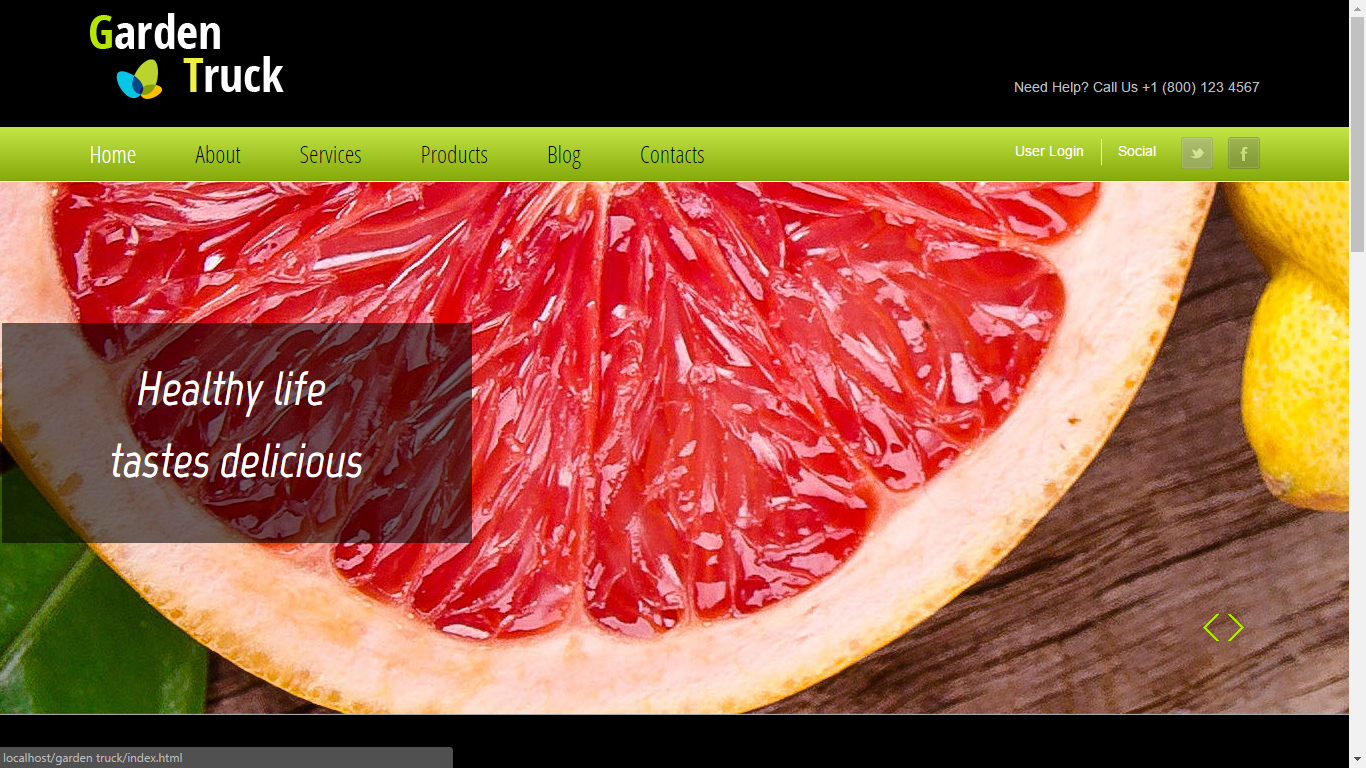 Garden
Truck
Need Help? Call Us +1 (800) 123 4567
Home About Services Products Blog Contacts User Login Social f
Healthy life
tastes delicious
localhost/garden truck/index.html